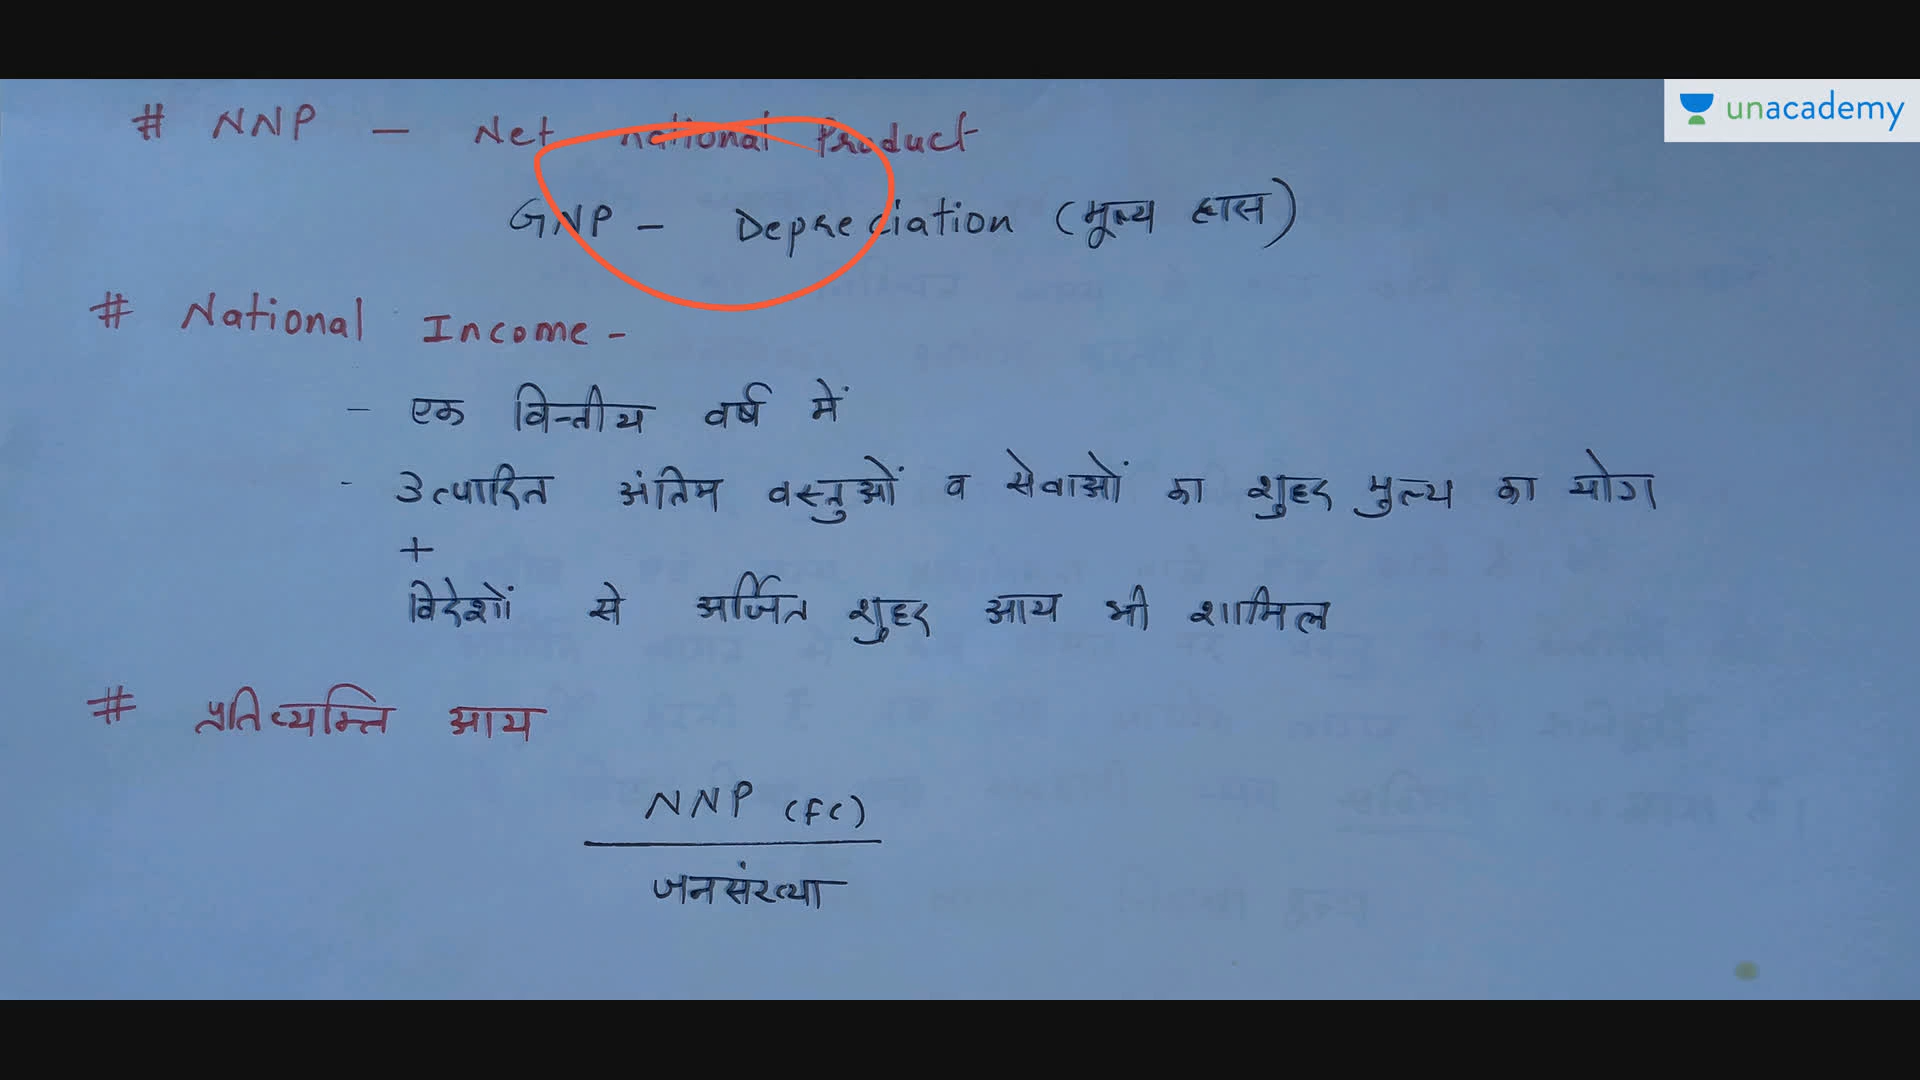 # NNP - Net national Product
unacademy
GNP - Depreciation (मूल्य ह्रास)
# National Income -
- एक वित्तीय वर्ष में
- उत्पादित अंतिम वस्तुओं व सेवाओं का शुद्ध मुल्य का योग
+
विदेशों से अर्जित शुद्ध आय भी शामिल
# प्रतिव्यक्ति आय
NNP (FC)
जनसंख्या